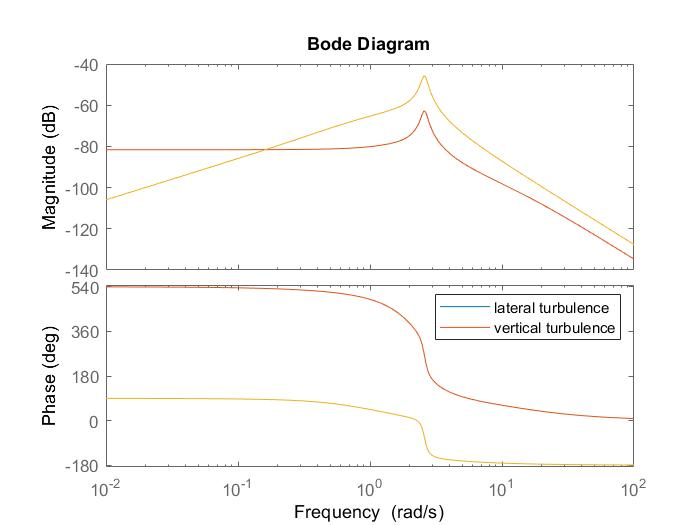 Bode Diagram
Magnitude (dB)
-40
-60
-80
-100
-120
-140
Phase (deg)
540
360
180
0
-180
lateral turbulence
vertical turbulence
10^-2
10^-1
10^0
10^1
10^2
Frequency (rad/s)